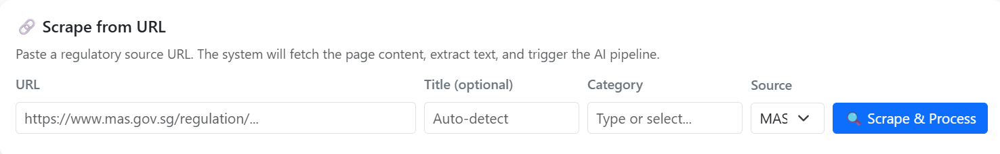 Scrape from URL
Paste a regulatory source URL. The system will fetch the page content, extract text, and trigger the AI pipeline.
URL Title (optional) Category Source
https://www.mas.gov.sg/regulation/... Auto-detect Type or select... MAS Scrape & Process